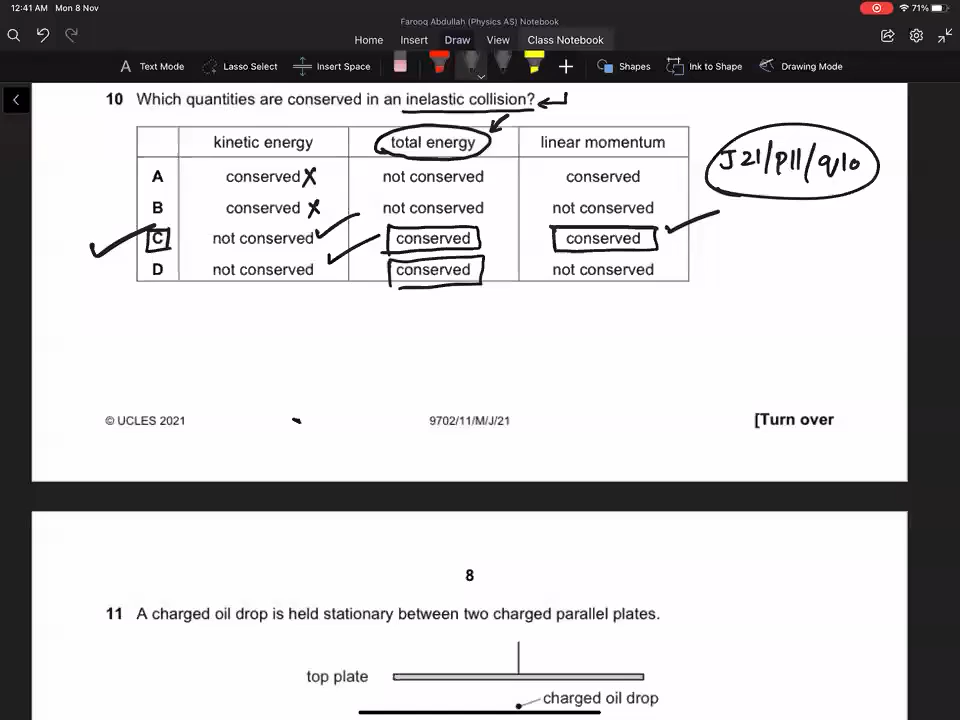 12:41 AM Mon 8 Nov
71%
Farooq Abdullah (Physics AS) Notebook
Home Insert Draw View Class Notebook
Text Mode Lasso Select Insert Space Shapes Ink to Shape Drawing Mode
10 Which quantities are conserved in an inelastic collision?
kinetic energy total energy linear momentum
A conserved x not conserved conserved
B conserved x not conserved not conserved
C not conserved conserved conserved
D not conserved conserved not conserved
J21/P11/q10
© UCLES 2021 9702/11/M/J/21 [Turn over
8
11 A charged oil drop is held stationary between two charged parallel plates.
top plate
charged oil drop